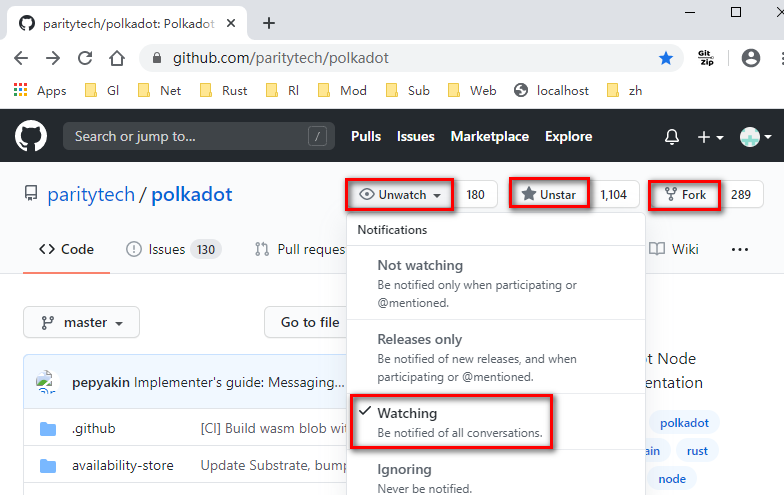 paritytech/polkadot: Polkadot
github.com/paritytech/polkadot
Git Zip
Apps Gl Net Rust Rl Mod Sub Web localhost zh
Search or jump to... / Pulls Issues Marketplace Explore
paritytech / polkadot Unwatch 180 Unstar 1,104 Fork 289
Notifications
Code Issues 130 Pull reques Wiki
Not watching
Be notified only when participating or
@mentioned.
master Go to file
Releases only
Be notified of new releases, and when
participating or @mentioned.
t Node
entation
pepyakin Implementer's guide: Messaging...
Watching
Be notified of all conversations.
.github [CI] Build wasm blob wit
polkadot
ain rust
availability-store Update Substrate, bump
node
Ignoring
Never be notified.